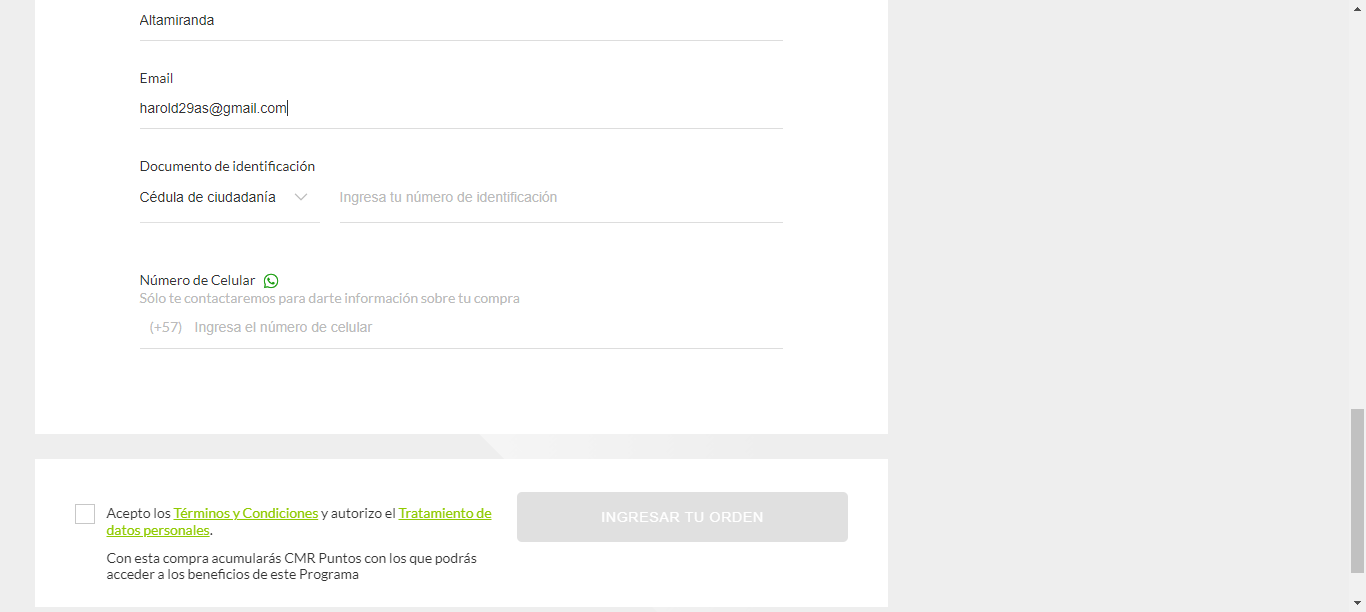 Altamiranda
Email
harold29as@gmail.com
Documento de identificación
Cédula de ciudadanía
Ingresa tu número de identificación
Número de Celular
Sólo te contactaremos para darte información sobre tu compra
(+57) Ingresa el número de celular
Acepto los Términos y Condiciones y autorizo el Tratamiento de
datos personales.
INGRESAR TU ORDEN
Con esta compra acumularás CMR Puntos con los que podrás
acceder a los beneficios de este Programa